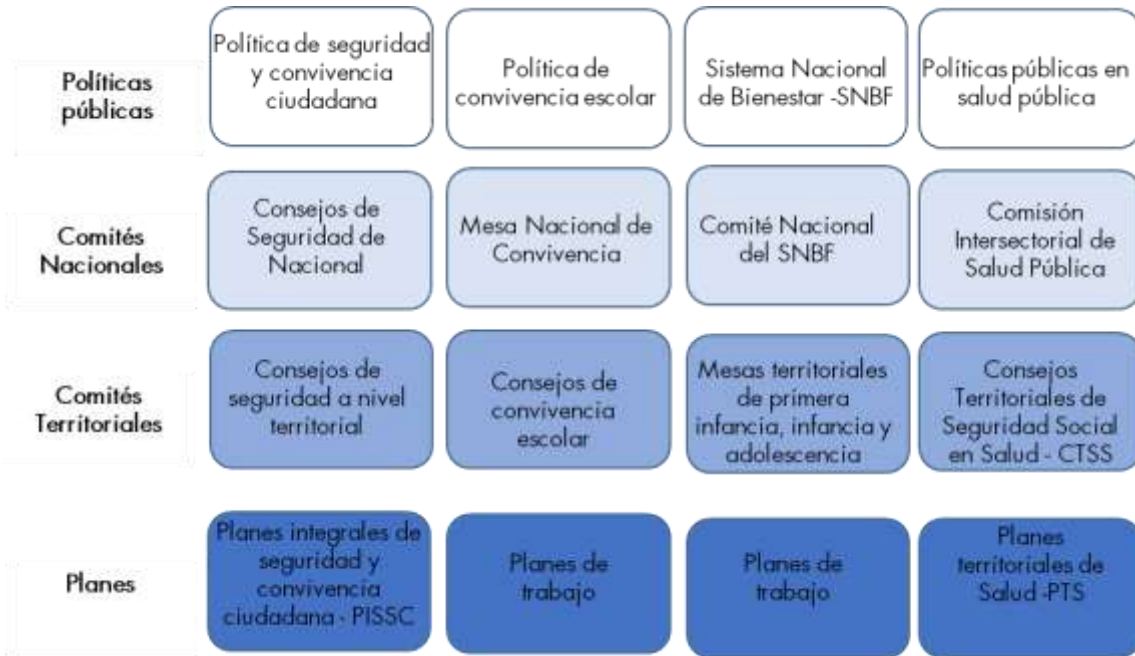 Políticas
públicas
Política de seguridad
y convivencia
ciudadana
Política de
convivencia escolar
Sistema Nacional
de Bienestar -SNBF
Políticas públicas en
salud pública
Comités
Nacionales
Consejos de
Seguridad de
Nacional
Mesa Nacional de
Convivencia
Comité Nacional
del SNBF
Comisión
Intersectorial de
Salud Pública
Comités
Territoriales
Consejos de
seguridad a nivel
territorial
Consejos de
convivencia
escolar
Mesas territoriales
de primera
infancia, infancia y
adolescencia
Consejos
Territoriales de
Seguridad Social
en Salud - CTSS
Planes
Planes integrales de
seguridad y
convivencia
ciudadana - PISSC
Planes de
trabajo
Planes de
trabajo
Planes
territoriales de
Salud -PTS